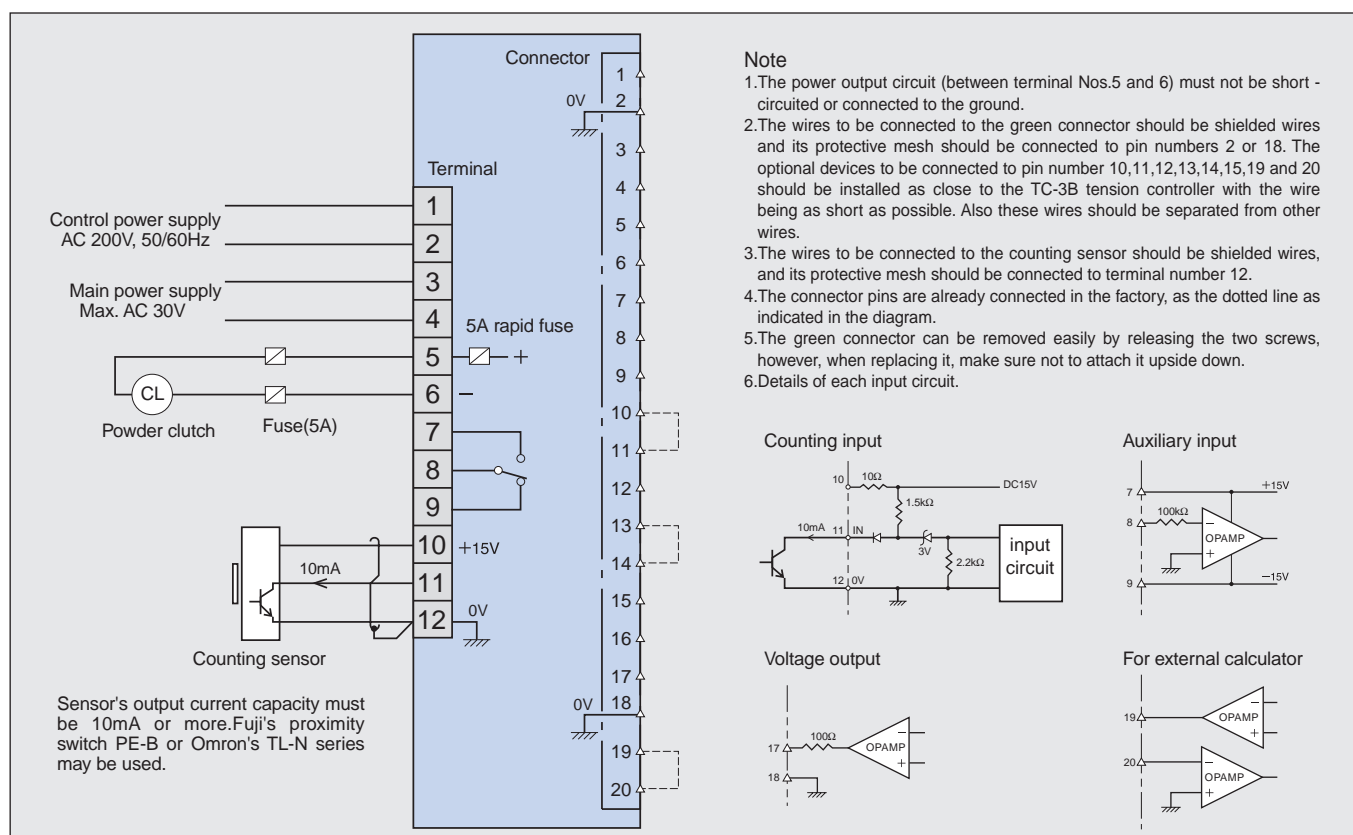 Connector
1
0V 2
3
4
5
6
7
8
9
10
11
12
13
14
15
16
17
0V 18
19
20
Terminal
1
2
3
4
5
6
7
8
9
10
11
12
Control power supply
AC 200V, 50/60Hz
Main power supply
Max. AC 30V
5A rapid fuse
+
−
CL
Powder clutch
Fuse(5A)
+15V
10mA
0V
Counting sensor
Sensor's output current capacity must
be 10mA or more.Fuji's proximity
switch PE-B or Omron's TL-N series
may be used.
Note
1.The power output circuit (between terminal Nos.5 and 6) must not be short -
circuited or connected to the ground.
2.The wires to be connected to the green connector should be shielded wires
and its protective mesh should be connected to pin numbers 2 or 18. The
optional devices to be connected to pin number 10,11,12,13,14,15,19 and 20
should be installed as close to the TC-3B tension controller with the wire
being as short as possible. Also these wires should be separated from other
wires.
3.The wires to be connected to the counting sensor should be shielded wires,
and its protective mesh should be connected to terminal number 12.
4.The connector pins are already connected in the factory, as the dotted line as
indicated in the diagram.
5.The green connector can be removed easily by releasing the two screws,
however, when replacing it, make sure not to attach it upside down.
6.Details of each input circuit.
Counting input
10 10Ω DC15V
1.5kΩ
10mA 11 IN
3V
2.2kΩ
12 0V
input
circuit
Auxiliary input
7 +15V
8 100kΩ −
OPAMP
+
9 −15V
Voltage output
17 100Ω OPAMP −
+
18
For external calculator
19 OPAMP −
+
20 −
OPAMP
+